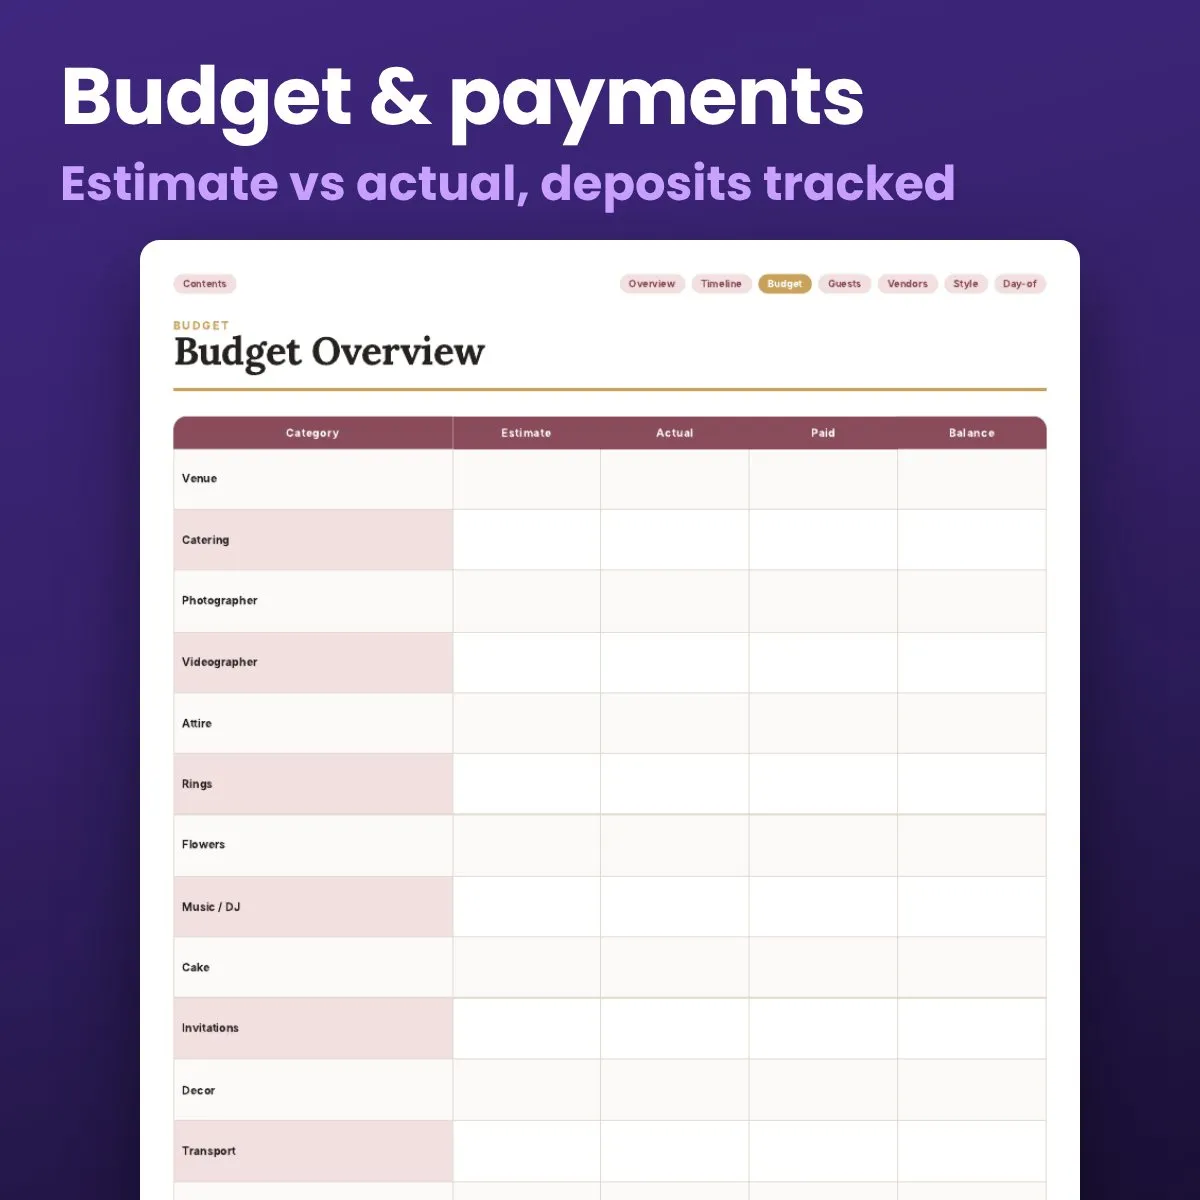 Budget & payments
Estimate vs actual, deposits tracked
Contents Overview Timeline Budget Guests Vendors Style Day-of
BUDGET
Budget Overview
Category Estimate Actual Paid Balance
Venue
Catering
Photographer
Videographer
Attire
Rings
Flowers
Music / DJ
Cake
Invitations
Decor
Transport